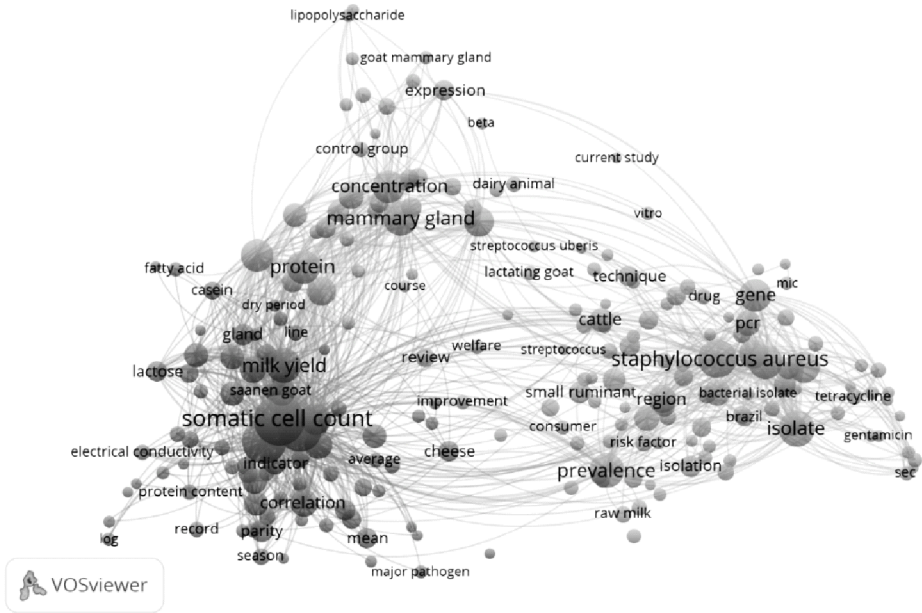 lipopolysaccharide
goat mammary gland
expression
beta
control group
current study
concentration
dairy animal
mammary gland
vitro
streptococcus uberis
fatty acid
protein
lactating goat
technique
casein
course
mic
dry period
drug
gene
gland
line
cattle
pcr
welfare
streptococcus
milk yield
review
staphylococcus aureus
lactose
saanen goat
small ruminant
bacterial isolate
tetracycline
improvement
region
somatic cell count
brazil
consumer
isolate
gentamicin
risk factor
electrical conductivity
cheese
average
indicator
prevalence
isolation
sec
protein content
correlation
raw milk
record
parity
mean
log
season
major pathogen
VOSviewer